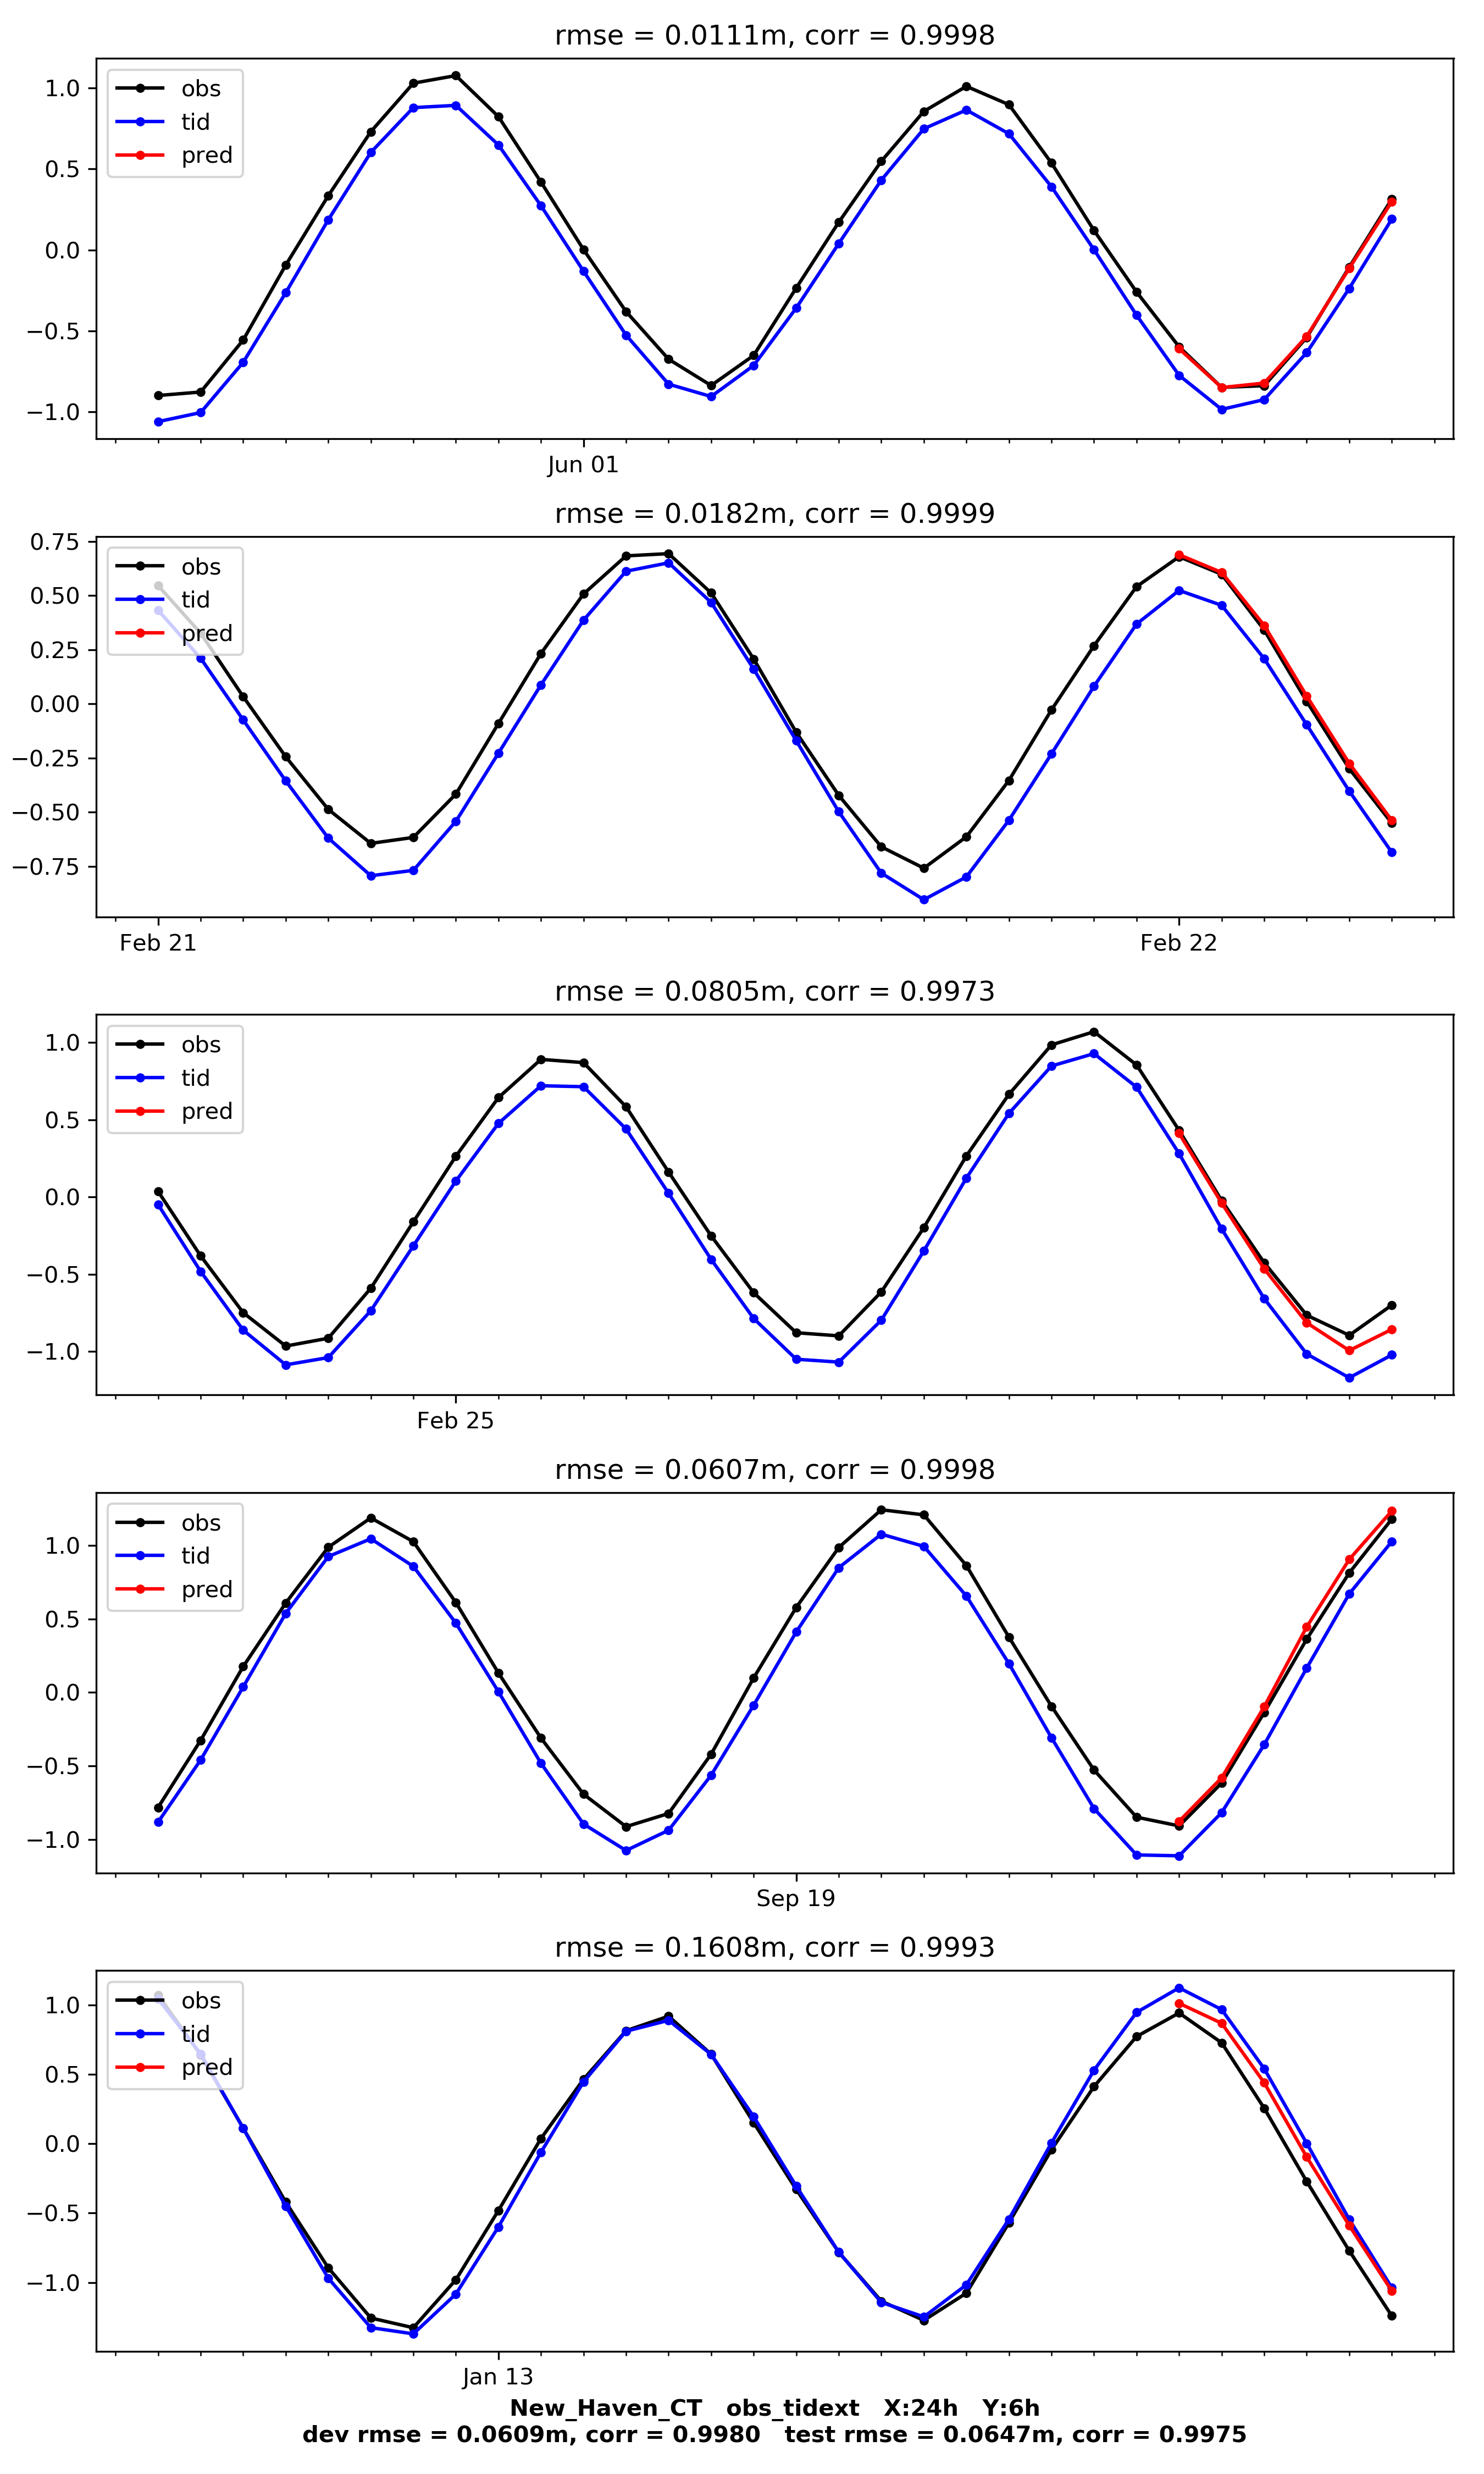 rmse = 0.0111m, corr = 0.9998
obs
tid
pred
1.0
0.5
0.0
−0.5
−1.0
Jun 01
rmse = 0.0182m, corr = 0.9999
obs
tid
pred
0.75
0.50
0.25
0.00
−0.25
−0.50
−0.75
Feb 21 Feb 22
rmse = 0.0805m, corr = 0.9973
obs
tid
pred
1.0
0.5
0.0
−0.5
−1.0
Feb 25
rmse = 0.0607m, corr = 0.9998
obs
tid
pred
1.0
0.5
0.0
−0.5
−1.0
Sep 19
rmse = 0.1608m, corr = 0.9993
obs
tid
pred
1.0
0.5
0.0
−0.5
−1.0
Jan 13
New_Haven_CT obs_tidext X:24h Y:6h
dev rmse = 0.0609m, corr = 0.9980 test rmse = 0.0647m, corr = 0.9975